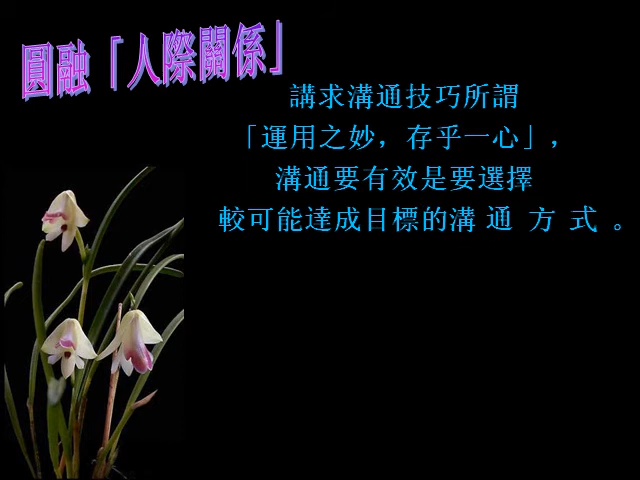 圓融「人際關係」
講求溝通技巧所謂
「運用之妙，存乎一心」，
溝通要有效是要選擇
較可能達成目標的溝 通 方 式 。